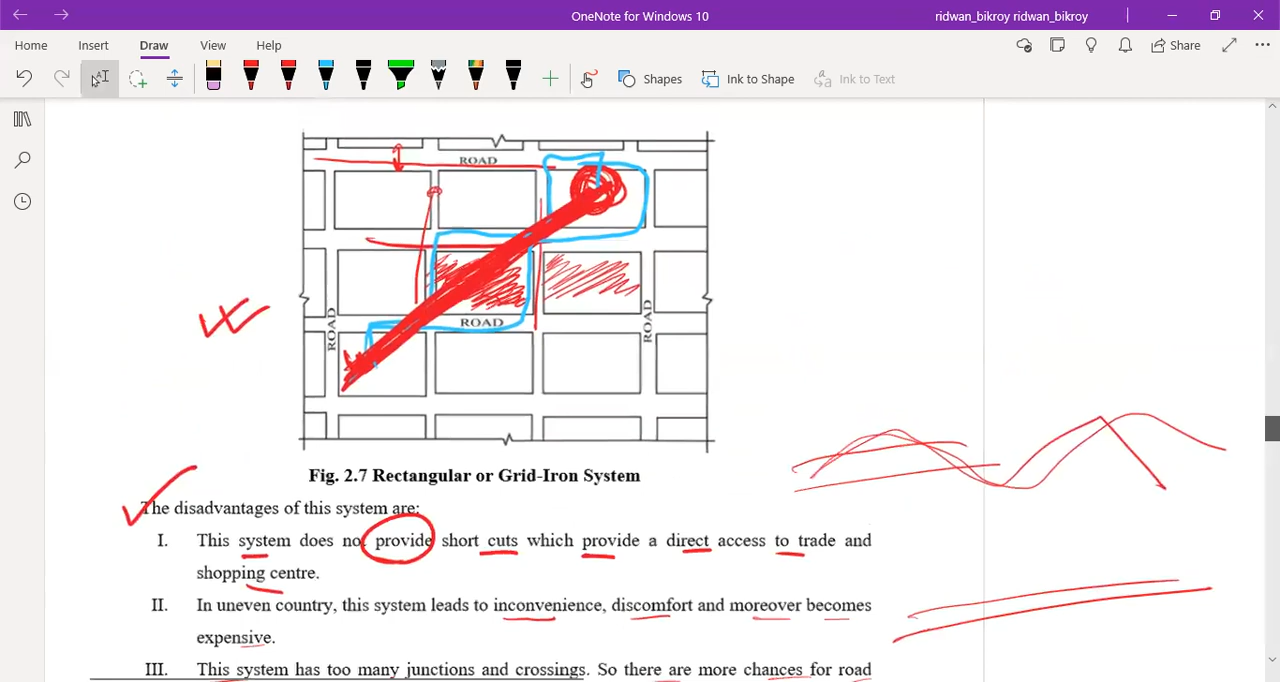 OneNote for Windows 10
ridwan_bikroy ridwan_bikroy
Home Insert Draw View Help
Share
Shapes Ink to Shape Ink to Text
ROAD
ROAD
ROAD
ROAD
Fig. 2.7 Rectangular or Grid-Iron System
The disadvantages of this system are:
I. This system does not provide short cuts which provide a direct access to trade and
shopping centre.
II. In uneven country, this system leads to inconvenience, discomfort and moreover becomes
expensive.
III. This system has too many junctions and crossings. So there are more chances for road